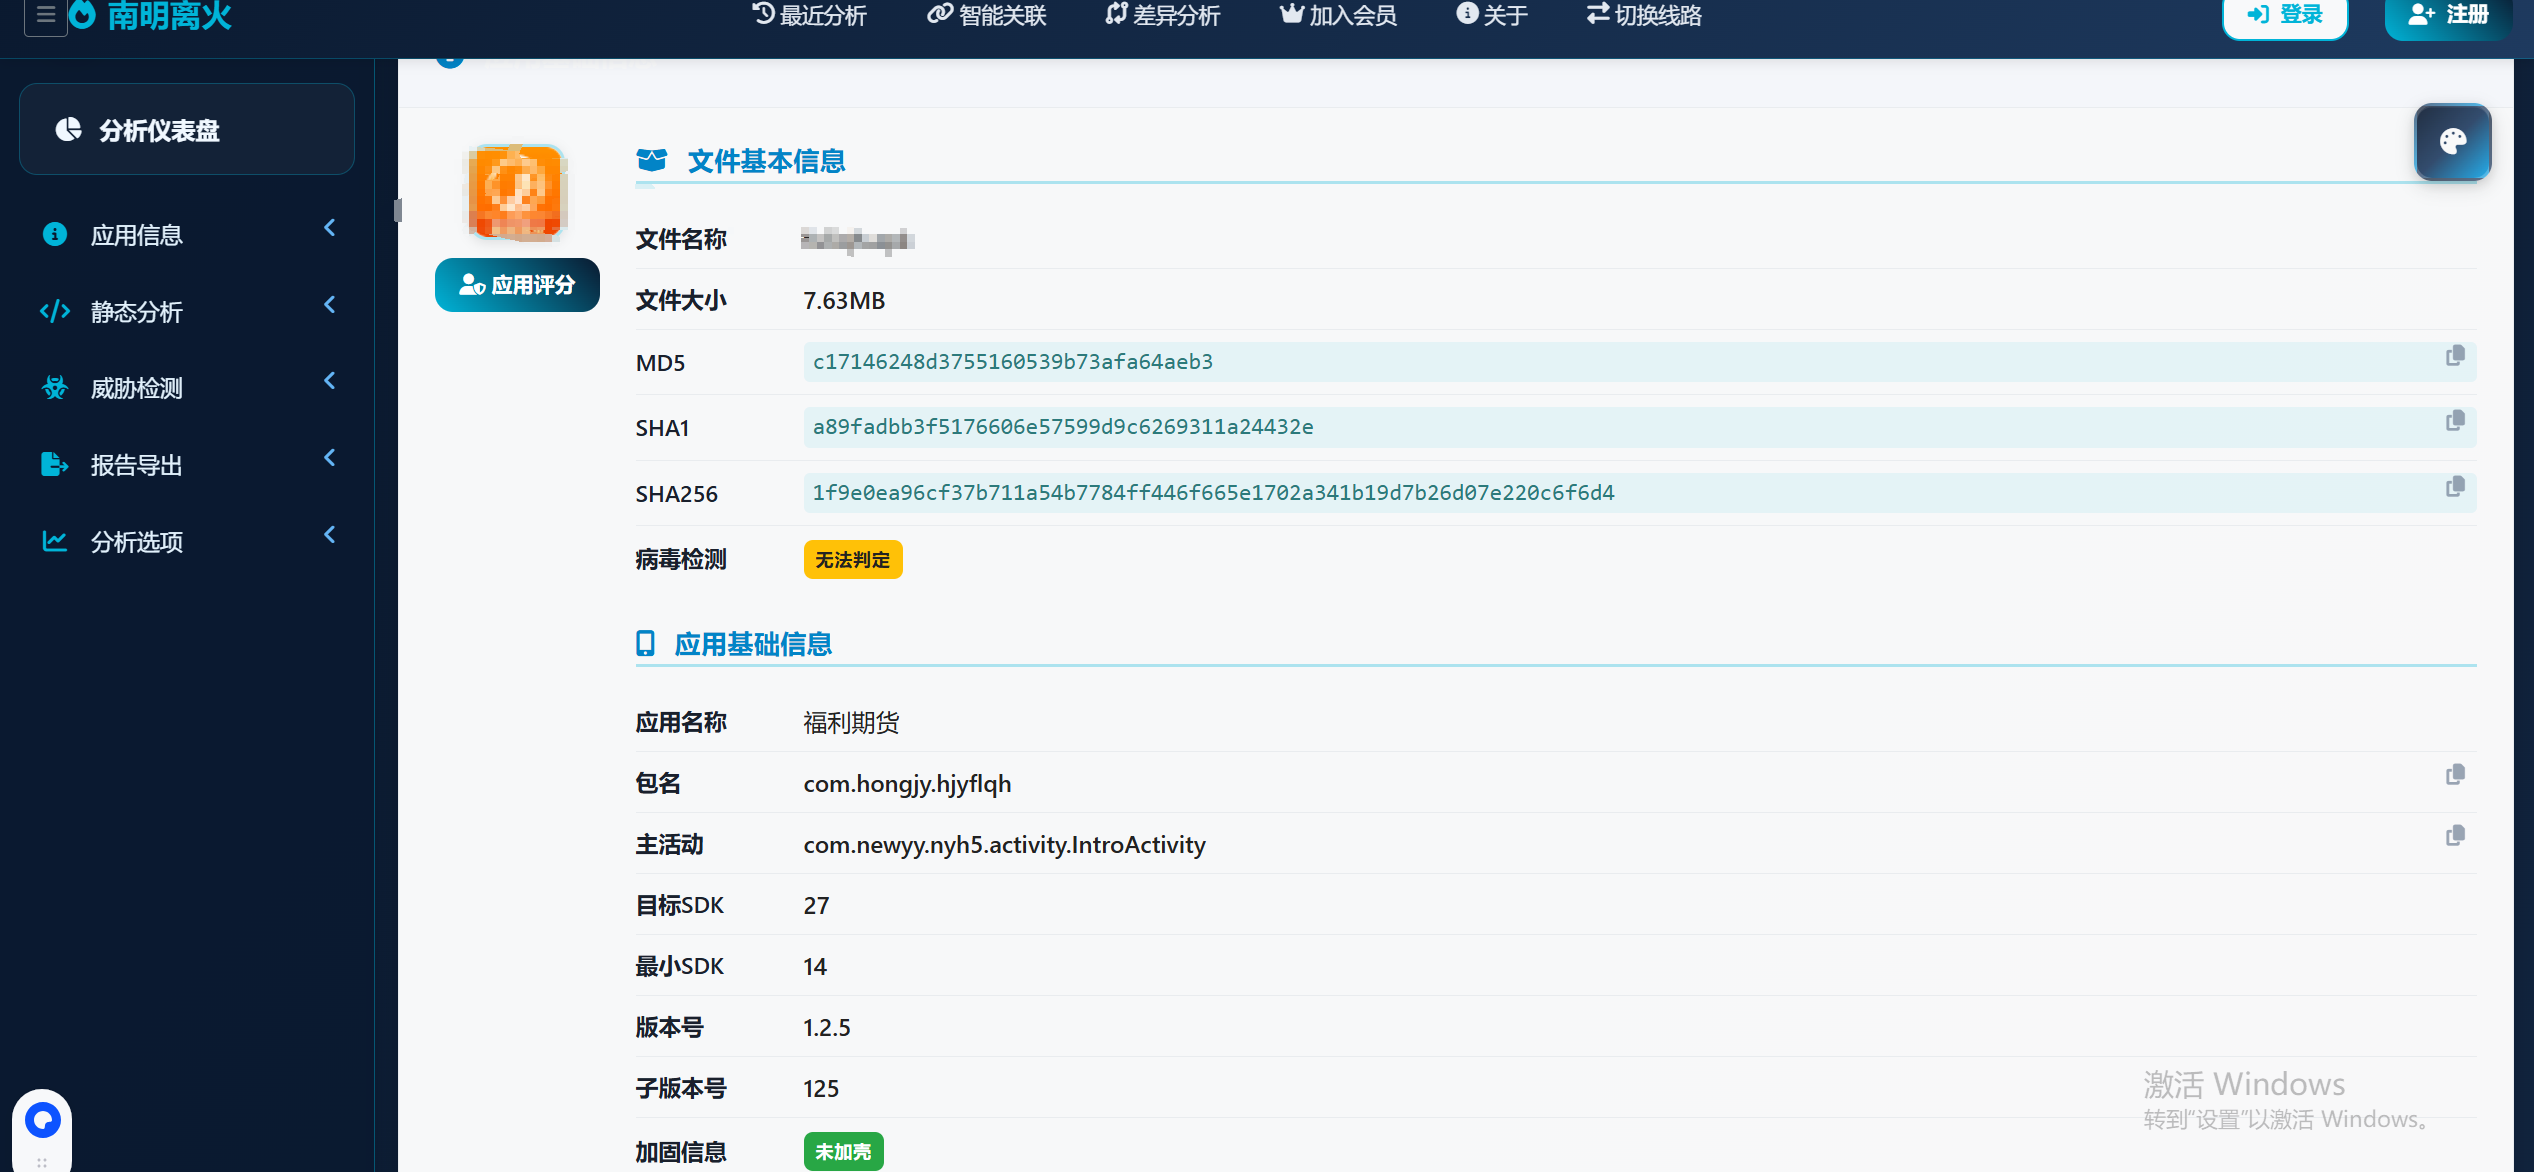 南明离火
最近分析
智能关联
差异分析
加入会员
关于
切换线路
登录
注册
分析仪表盘
应用信息
静态分析
威胁检测
报告导出
分析选项
应用评分
文件基本信息
文件名称
文件大小 7.63MB
MD5 c17146248d3755160539b73afa64aeb3
SHA1 a89fadbb3f5176606e57599d9c6269311a24432e
SHA256 1f9e0ea96cf37b711a54b7784ff446f665e1702a341b19d7b26d07e220c6f6d4
病毒检测 无法判定
应用基础信息
应用名称 福利期货
包名 com.hongjy.hjyflqh
主活动 com.newyy.nyh5.activity.IntroActivity
目标SDK 27
最小SDK 14
版本号 1.2.5
子版本号 125
加固信息 未加壳
激活 Windows
转到“设置”以激活 Windows。